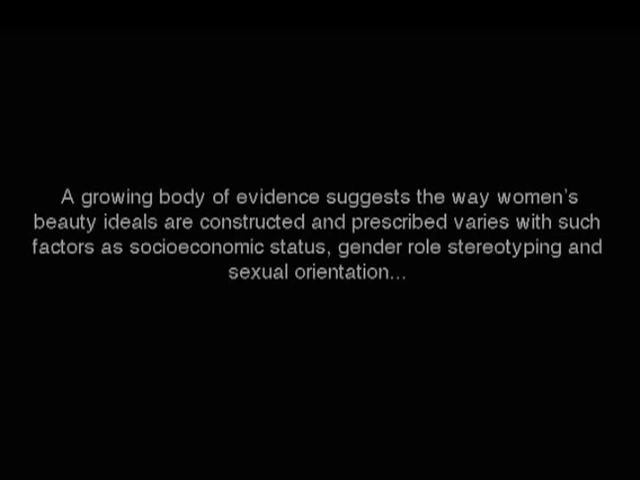 A growing body of evidence suggests the way women's
beauty ideals are constructed and prescribed varies with such
factors as socioeconomic status, gender role stereotyping and
sexual orientation...